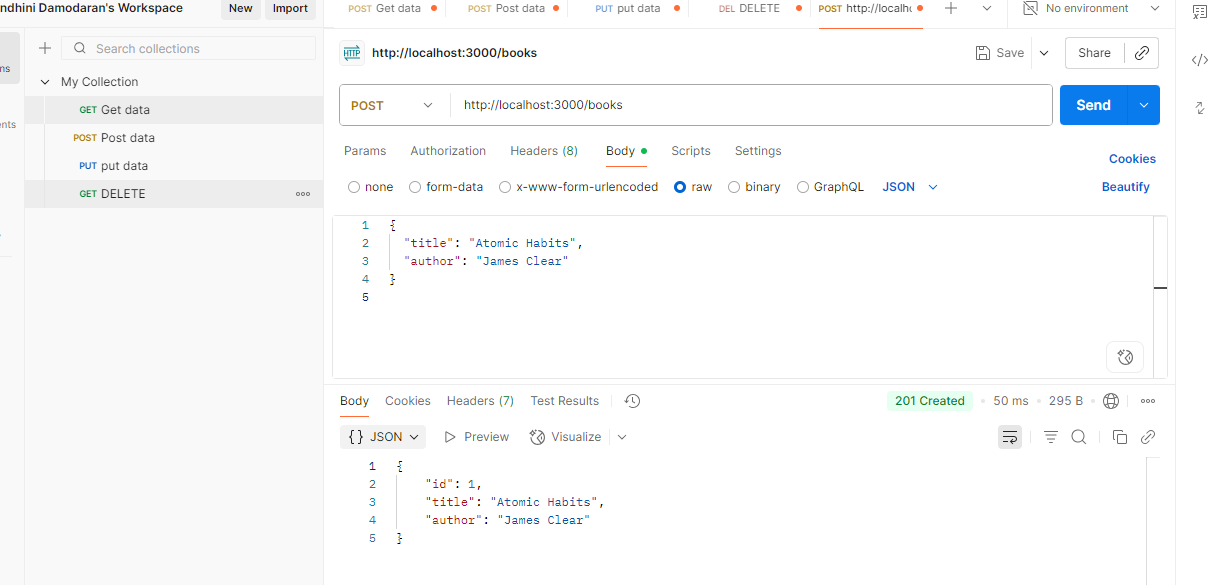 ndhini Damodaran's Workspace New Import
POST Get data POST Post data PUT put data DEL DELETE POST http://localh No environment
Search collections
ns
My Collection
GET Get data
ents
POST Post data
PUT put data
GET DELETE
HTTP http://localhost:3000/books Save Share
POST http://localhost:3000/books Send
Params Authorization Headers (8) Body Scripts Settings Cookies
none form-data x-www-form-urlencoded raw binary GraphQL JSON Beautify
1 {
2 "title": "Atomic Habits",
3 "author": "James Clear"
4 }
5
Body Cookies Headers (7) Test Results 201 Created 50 ms 295 B
{} JSON Preview Visualize
1 {
2 "id": 1,
3 "title": "Atomic Habits",
4 "author": "James Clear"
5 }